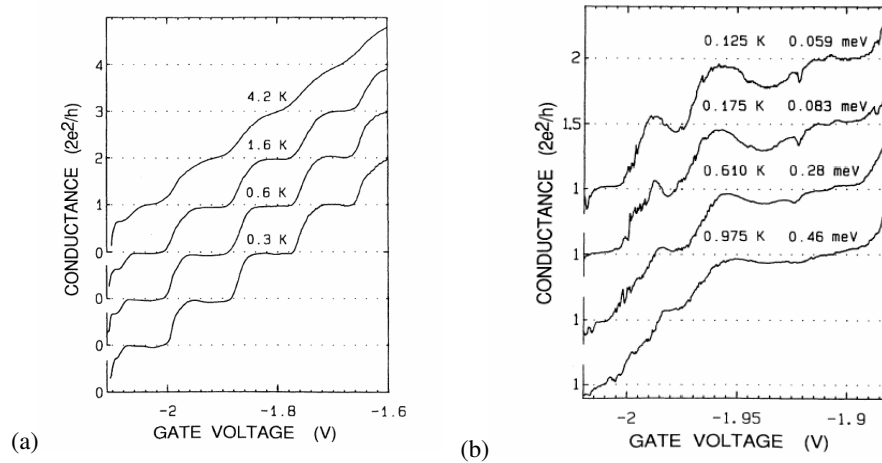 4.2 K
1.6 K
0.6 K
0.3 K
4
3
2
1
0
0
0
0
CONDUCTANCE (2e²/h)
-2
-1.8
-1.6
GATE VOLTAGE (V)
(a)
0.125 K 0.059 meV
0.175 K 0.083 meV
0.510 K 0.28 meV
0.975 K 0.46 meV
2
1.5
1
1
1
1
CONDUCTANCE (2e²/h)
-2
-1.95
-1.9
GATE VOLTAGE (V)
(b)